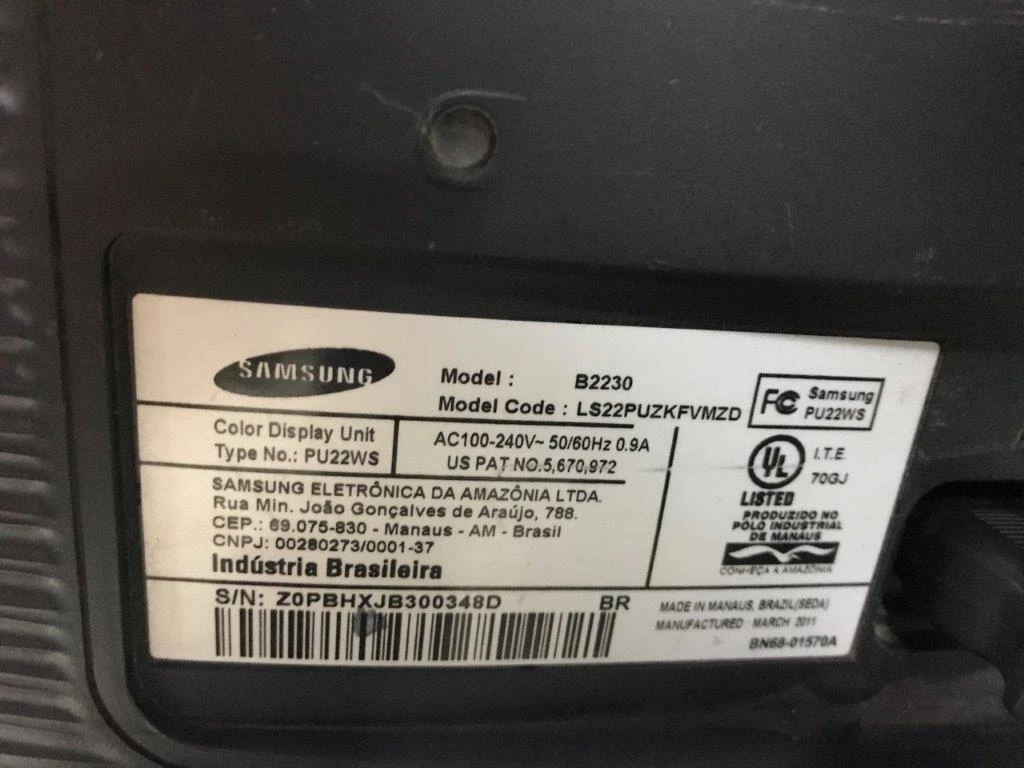 SAMSUNG
Model : B2230
Model Code : LS22PUZKFVMZD
FC Samsung
PU22WS
Color Display Unit
Type No.: PU22WS
AC100-240V~ 50/60Hz 0.9A
US PAT NO.5,670,972
UL I.T.E.
70GJ
LISTED
SAMSUNG ELETRÔNICA DA AMAZÔNIA LTDA.
Rua Min. João Gonçalves de Araújo, 788.
CEP.: 69.075-830 - Manaus - AM - Brasil
CNPJ: 00280273/0001-37
Indústria Brasileira
PRODUZIDO NO
PÓLO INDUSTRIAL
DE MANAUS
CONHEÇA A AMAZÔNIA
S/N: Z0PBHXJB300348D BR
MADE IN MANAUS, BRAZIL(SEDA)
MANUFACTURED : MARCH 2011
BN68-01570A